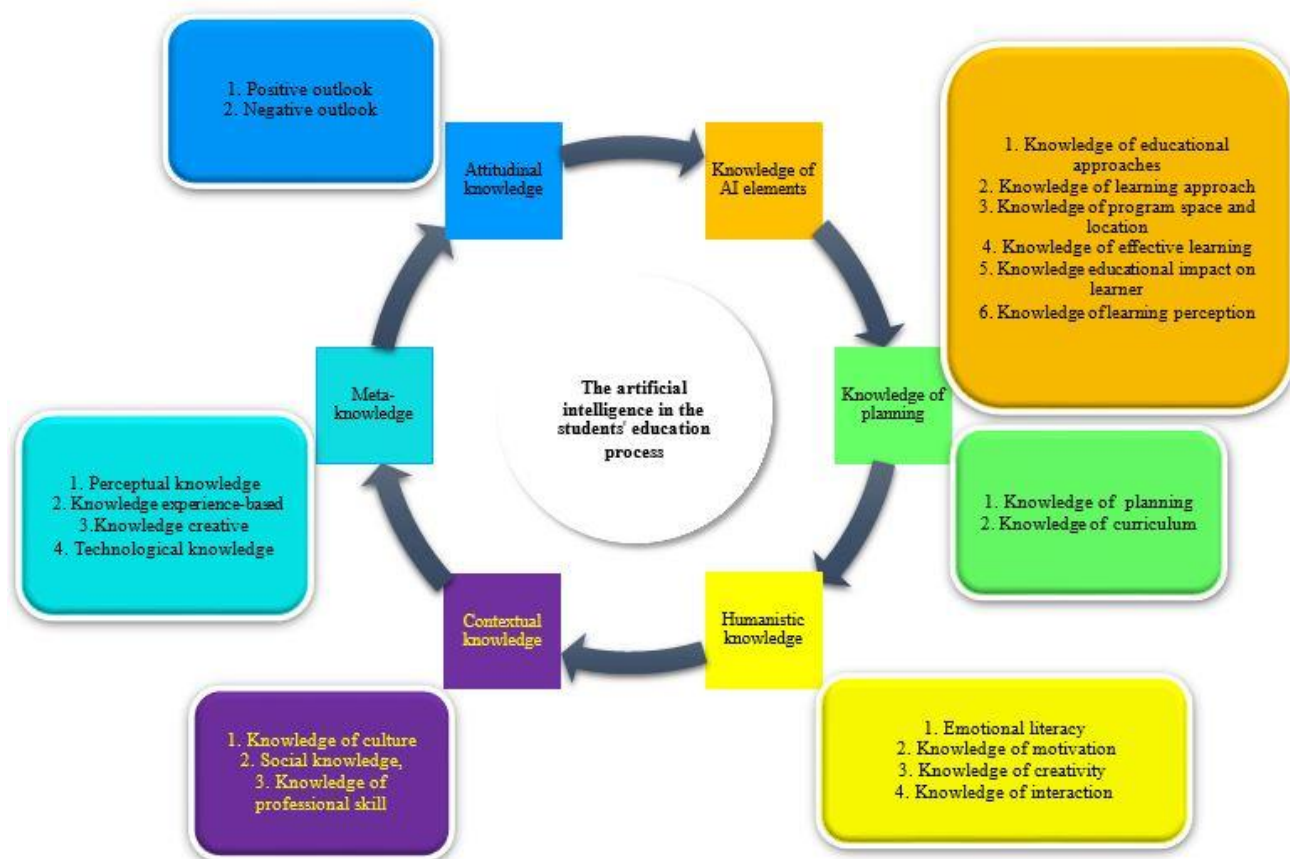 1. Positive outlook
2. Negative outlook
Attitudinal
knowledge
Knowledge of
AI elements
1. Knowledge of educational
approaches
2. Knowledge of learning approach
3. Knowledge of program space and
location
4. Knowledge of effective learning
5. Knowledge educational impact on
learner
6. Knowledge of learning perception
Knowledge of
planning
1. Knowledge of planning
2. Knowledge of curriculum
Humanistic
knowledge
1. Emotional literacy
2. Knowledge of motivation
3. Knowledge of creativity
4. Knowledge of interaction
Contextual
knowledge
1. Knowledge of culture
2. Social knowledge,
3. Knowledge of
professional skill
Meta-
knowledge
1. Perceptual knowledge
2. Knowledge experience-based
3.Knowledge creative
4. Technological knowledge
The artificial
intelligence in the
students' education
process